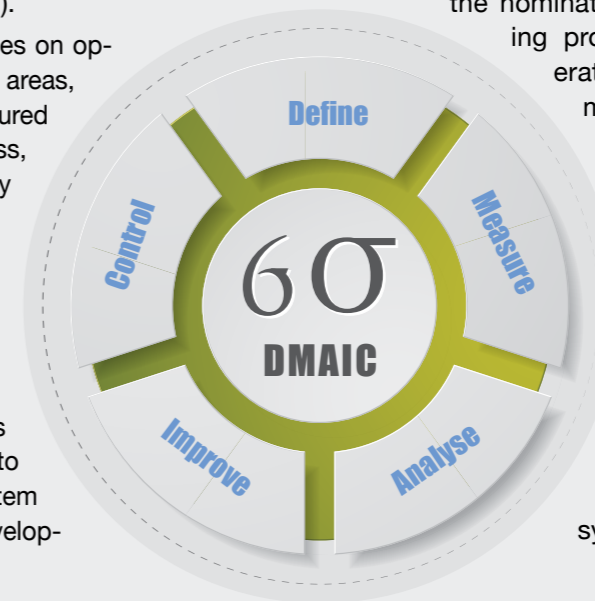 ).
es on op-
areas,
ured
ss,
y
s
to
tem
velop-
Define
Measure
Analyse
Improve
Control
6σ
DMAIC
the nominat
ing pro
erat
n
sy